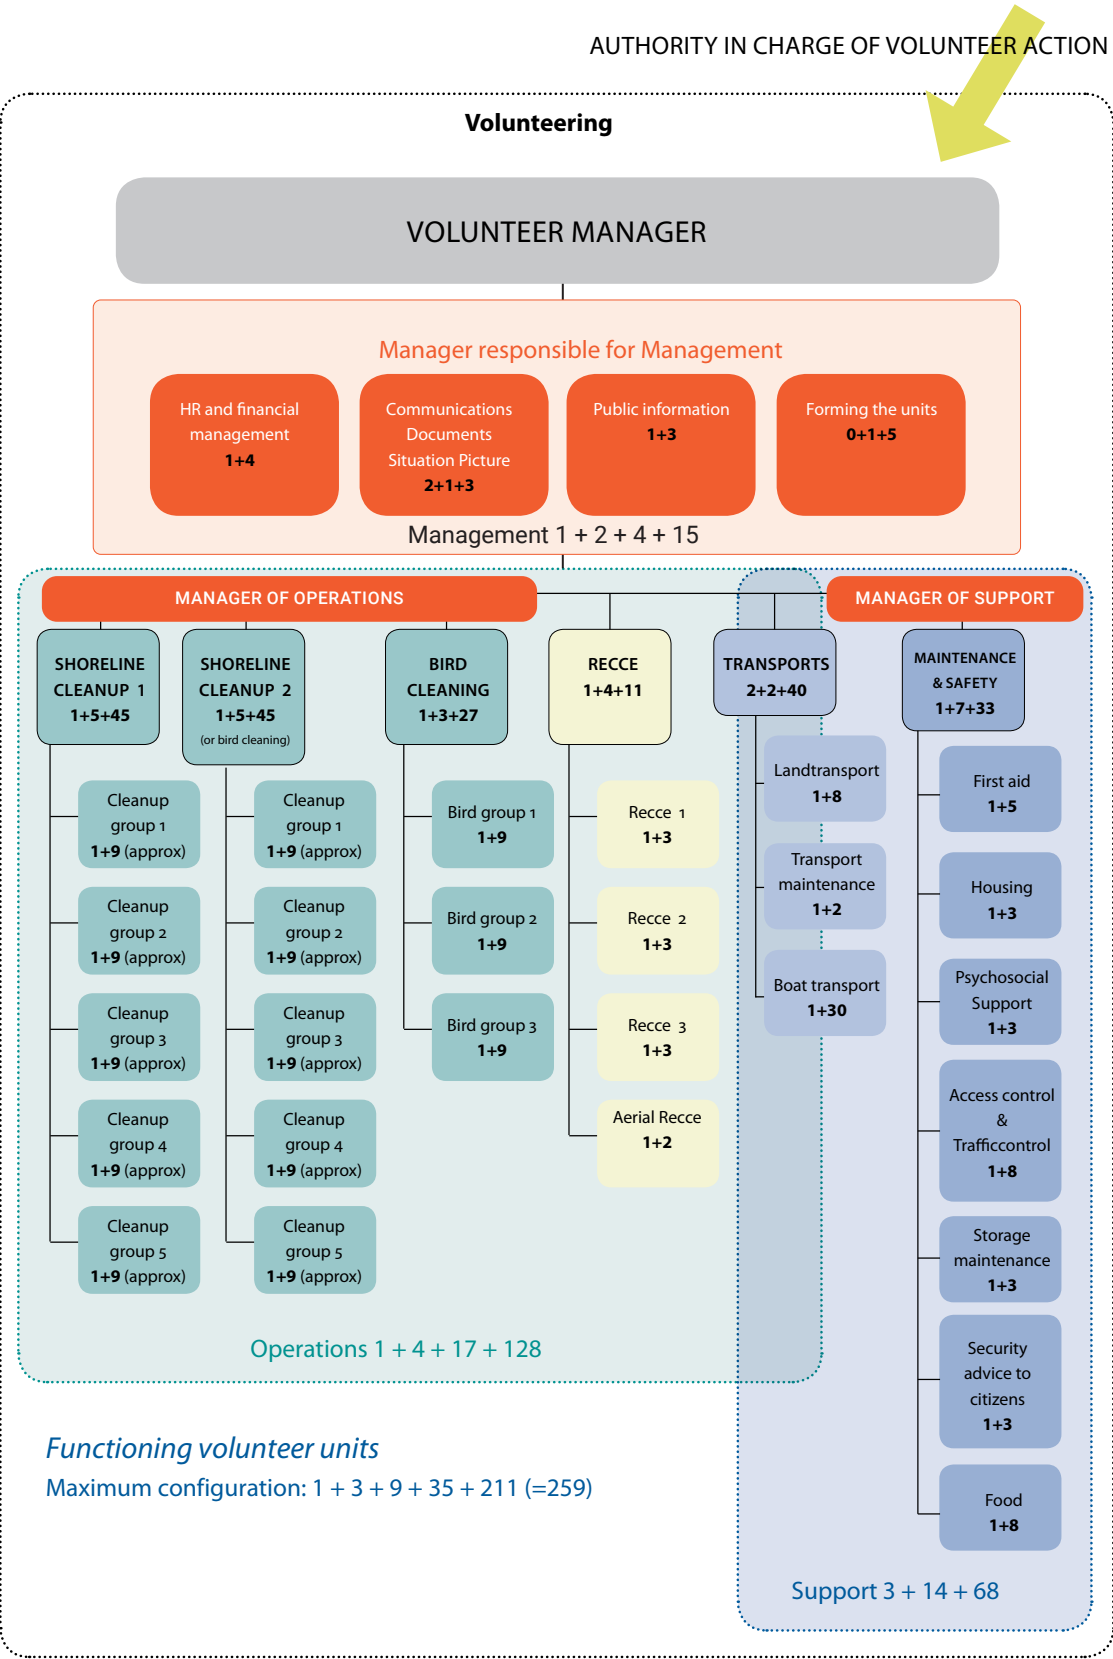 AUTHORITY IN CHARGE OF VOLUNTEER ACTION
Volunteering
VOLUNTEER MANAGER
Manager responsible for Management
HR and financial
management
1+4
Communications
Documents
Situation Picture
2+1+3
Public information
1+3
Forming the units
0+1+5
Management 1 + 2 + 4 + 15
MANAGER OF OPERATIONS
MANAGER OF SUPPORT
SHORELINE
CLEANUP 1
1+5+45
SHORELINE
CLEANUP 2
1+5+45
(or bird cleaning)
BIRD
CLEANING
1+3+27
RECCE
1+4+11
TRANSPORTS
2+2+40
MAINTENANCE
& SAFETY
1+7+33
Cleanup
group 1
1+9 (approx)
Cleanup
group 2
1+9 (approx)
Cleanup
group 3
1+9 (approx)
Cleanup
group 4
1+9 (approx)
Cleanup
group 5
1+9 (approx)
Cleanup
group 1
1+9 (approx)
Cleanup
group 2
1+9 (approx)
Cleanup
group 3
1+9 (approx)
Cleanup
group 4
1+9 (approx)
Cleanup
group 5
1+9 (approx)
Bird group 1
1+9
Bird group 2
1+9
Bird group 3
1+9
Recce 1
1+3
Recce 2
1+3
Recce 3
1+3
Aerial Recce
1+2
Landtransport
1+8
Transport
maintenance
1+2
Boat transport
1+30
First aid
1+5
Housing
1+3
Psychosocial
Support
1+3
Access control
&
Trafficcontrol
1+8
Storage
maintenance
1+3
Security
advice to
citizens
1+3
Food
1+8
Operations 1 + 4 + 17 + 128
Functioning volunteer units
Maximum configuration: 1 + 3 + 9 + 35 + 211 (=259)
Support 3 + 14 + 68